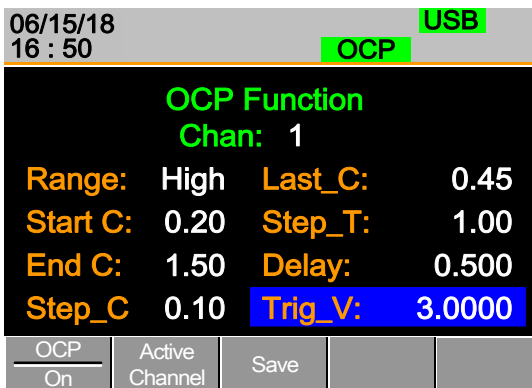 06/15/18 USB
16 : 50 OCP
OCP Function
Chan: 1
Range: High Last_C: 0.45
Start C: 0.20 Step_T: 1.00
End C: 1.50 Delay: 0.500
Step_C 0.10 Trig_V: 3.0000
OCP Active Save
On Channel